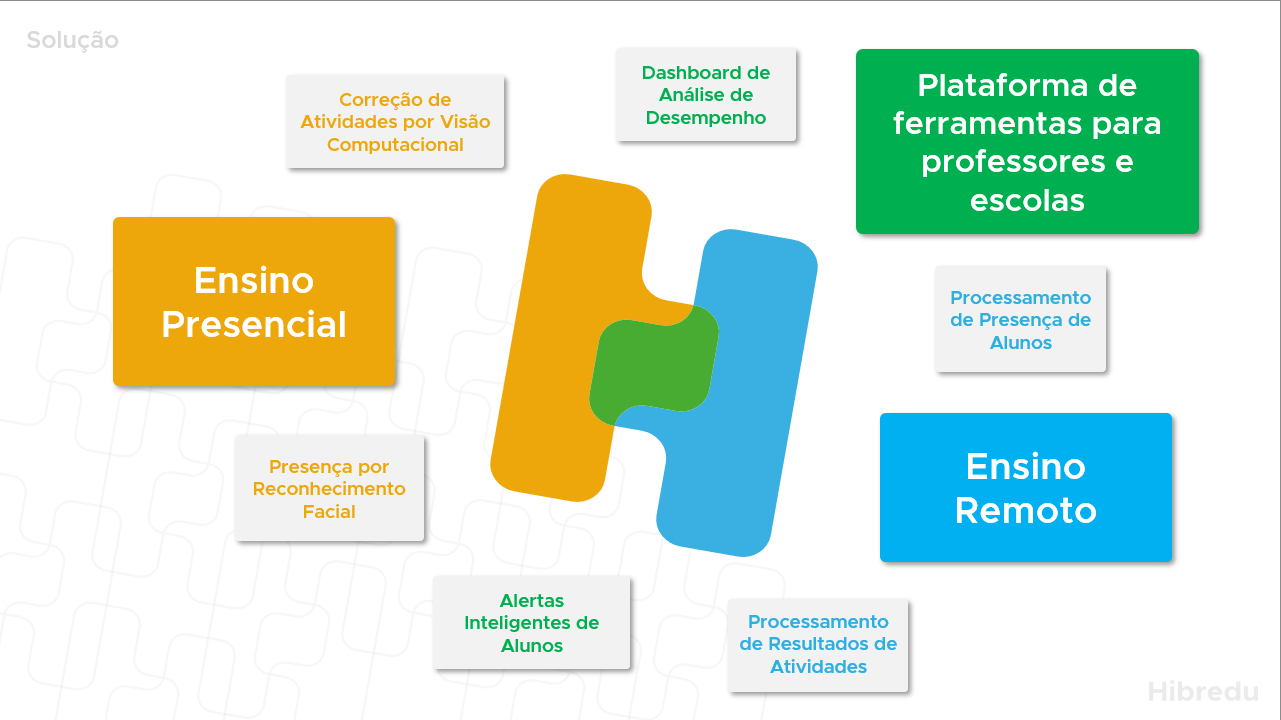 Solução
Correção de
Atividades por Visão
Computacional
Dashboard de
Análise de
Desempenho
Plataforma de
ferramentas para
professores e
escolas
Ensino
Presencial
Processamento
de Presença de
Alunos
Presença por
Reconhecimento
Facial
Ensino
Remoto
Alertas
Inteligentes de
Alunos
Processamento
de Resultados de
Atividades
Hibredu